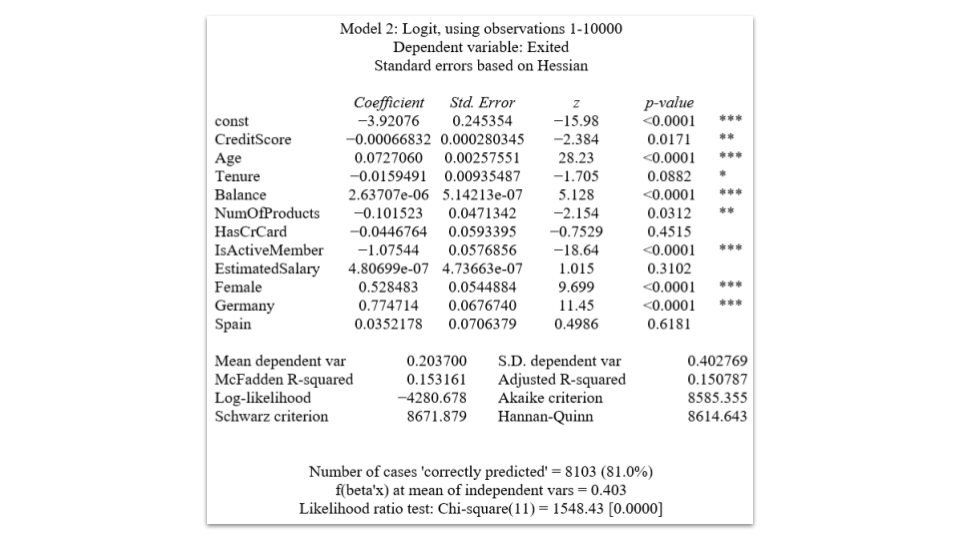 Model 2: Logit, using observations 1-10000
Dependent variable: Exited
Standard errors based on Hessian
Coefficient Std. Error z p-value
const −3.92076 0.245354 −15.98 <0.0001 ***
CreditScore −0.00066832 0.000280345 −2.384 0.0171 **
Age 0.0727060 0.00257551 28.23 <0.0001 ***
Tenure −0.0159491 0.00935487 −1.705 0.0882 *
Balance 2.63707e-06 5.14213e-07 5.128 <0.0001 ***
NumOfProducts −0.101523 0.0471342 −2.154 0.0312 **
HasCrCard −0.0446764 0.0593395 −0.7529 0.4515
IsActiveMember −1.07544 0.0576856 −18.64 <0.0001 ***
EstimatedSalary 4.80699e-07 4.73663e-07 1.015 0.3102
Female 0.528483 0.0544884 9.699 <0.0001 ***
Germany 0.774714 0.0676740 11.45 <0.0001 ***
Spain 0.0352178 0.0706379 0.4986 0.6181
Mean dependent var 0.203700 S.D. dependent var 0.402769
McFadden R-squared 0.153161 Adjusted R-squared 0.150787
Log-likelihood −4280.678 Akaike criterion 8585.355
Schwarz criterion 8671.879 Hannan-Quinn 8614.643
Number of cases 'correctly predicted' = 8103 (81.0%)
f(beta'x) at mean of independent vars = 0.403
Likelihood ratio test: Chi-square(11) = 1548.43 [0.0000]